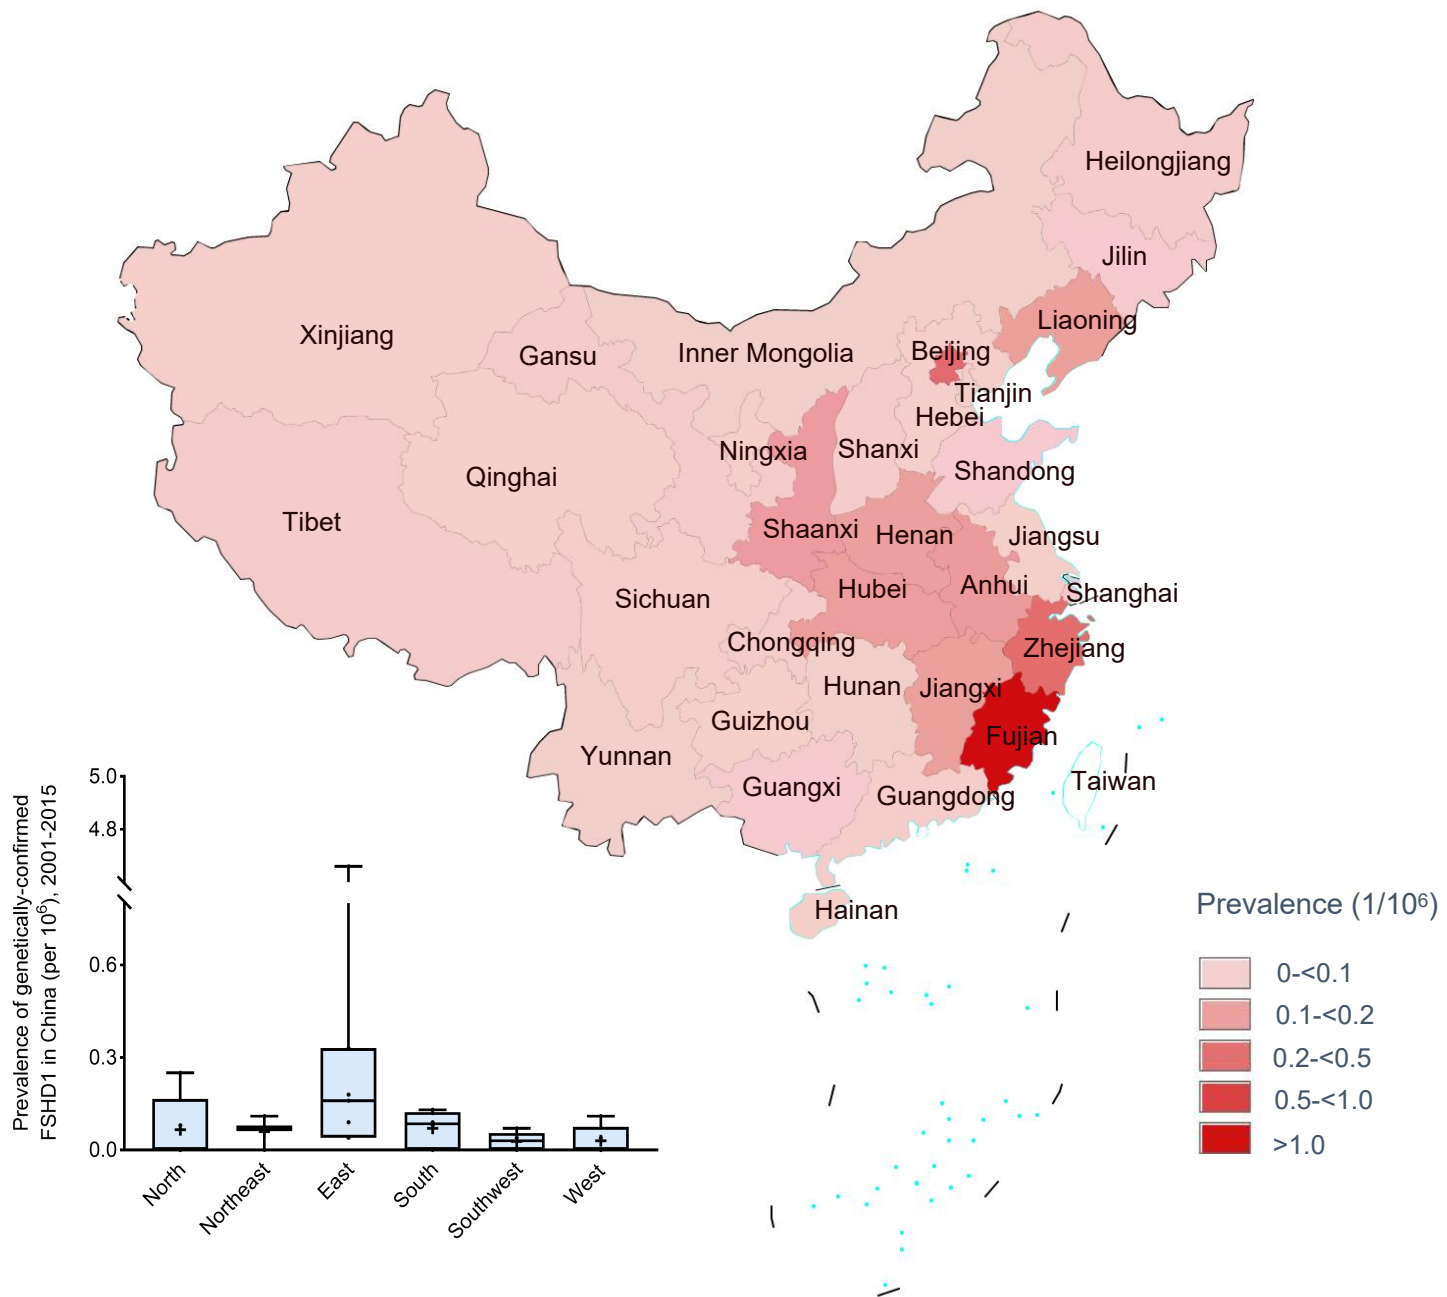 Heilongjiang
Jilin
Liaoning
Xinjiang
Gansu
Inner Mongolia
Beijing
Tianjin
Hebei
Ningxia
Shanxi
Shandong
Qinghai
Tibet
Shaanxi
Henan
Jiangsu
Sichuan
Hubei
Anhui
Shanghai
Chongqing
Zhejiang
Hunan
Jiangxi
Guizhou
Fujian
Yunnan
Guangxi
Guangdong
Taiwan
Hainan
Prevalence of genetically-confirmed
FSHD1 in China (per 10⁶), 2001-2015
5.0
4.8
0.6
0.3
0.0
North
Northeast
East
South
Southwest
West
Prevalence (1/10⁶)
0-<0.1
0.1-<0.2
0.2-<0.5
0.5-<1.0
>1.0